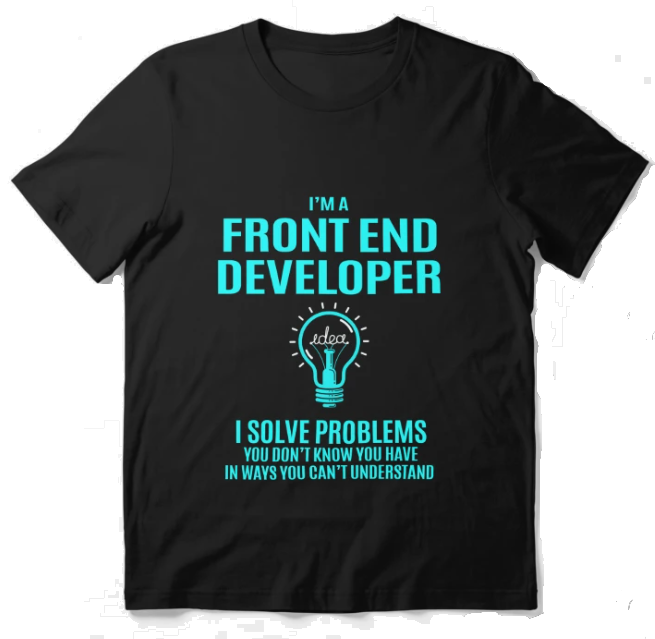 I'M A
FRONT END
DEVELOPER
idea
I SOLVE PROBLEMS
YOU DON'T KNOW YOU HAVE
IN WAYS YOU CAN'T UNDERSTAND